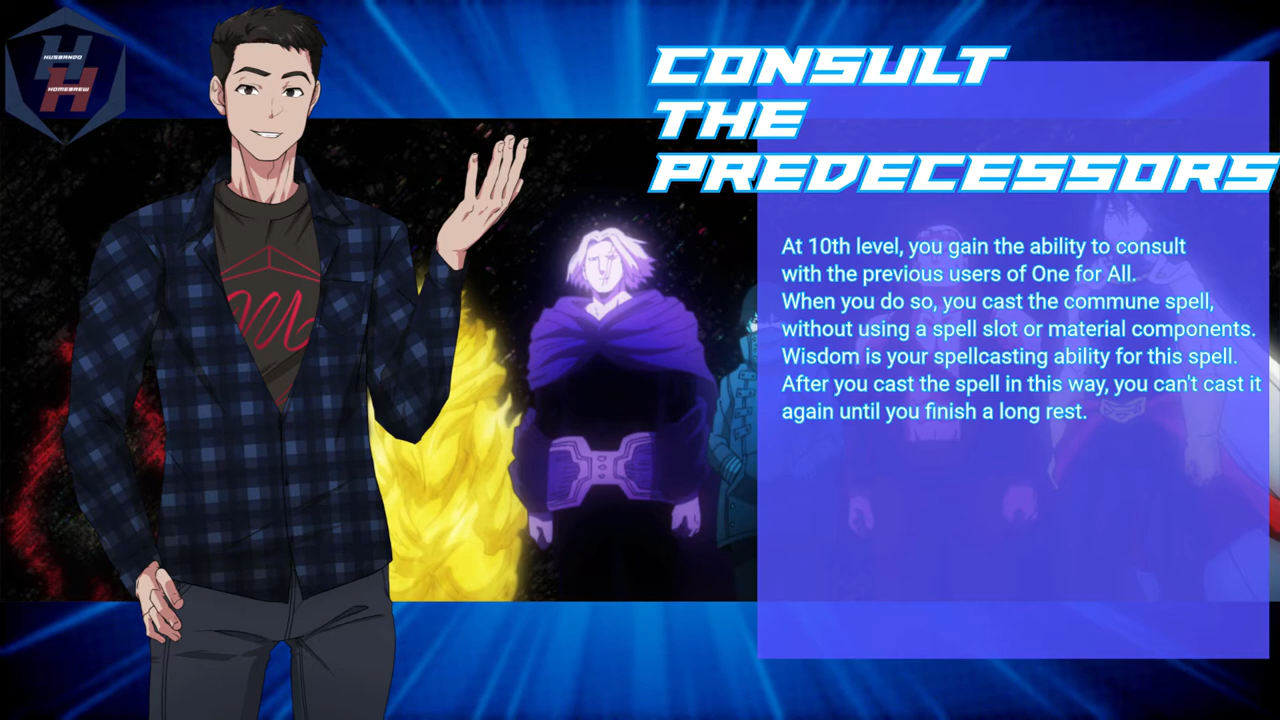 HUSBANDO
HH
HOMEBREW
CONSULT
THE
PREDECESSORS
At 10th level, you gain the ability to consult
with the previous users of One for All.
When you do so, you cast the commune spell,
without using a spell slot or material components.
Wisdom is your spellcasting ability for this spell.
After you cast the spell in this way, you can't cast it
again until you finish a long rest.